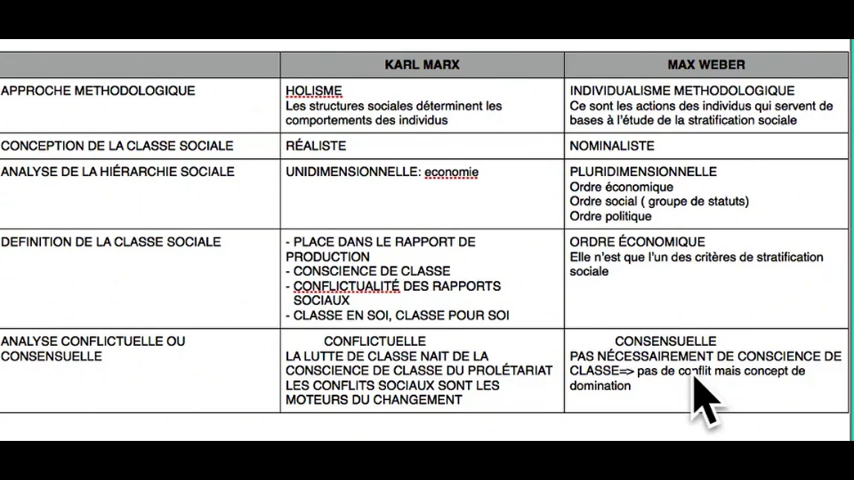 KARL MARX
MAX WEBER
APPROCHE METHODOLOGIQUE
HOLISME
Les structures sociales déterminent les
comportements des individus
INDIVIDUALISME METHODOLOGIQUE
Ce sont les actions des individus qui servent de
bases à l'étude de la stratification sociale
CONCEPTION DE LA CLASSE SOCIALE
RÉALISTE
NOMINALISTE
ANALYSE DE LA HIÉRARCHIE SOCIALE
UNIDIMENSIONNELLE: economie
PLURIDIMENSIONNELLE
Ordre économique
Ordre social ( groupe de statuts)
Ordre politique
DEFINITION DE LA CLASSE SOCIALE
- PLACE DANS LE RAPPORT DE
PRODUCTION
- CONSCIENCE DE CLASSE
- CONFLICTUALITÉ DES RAPPORTS
SOCIAUX
- CLASSE EN SOI, CLASSE POUR SOI
ORDRE ÉCONOMIQUE
Elle n'est que l'un des critères de stratification
sociale
ANALYSE CONFLICTUELLE OU
CONSENSUELLE
CONFLICTUELLE
LA LUTTE DE CLASSE NAIT DE LA
CONSCIENCE DE CLASSE DU PROLÉTARIAT
LES CONFLITS SOCIAUX SONT LES
MOTEURS DU CHANGEMENT
CONSENSUELLE
PAS NÉCESSAIREMENT DE CONSCIENCE DE
CLASSE=> pas de conflit mais concept de
domination